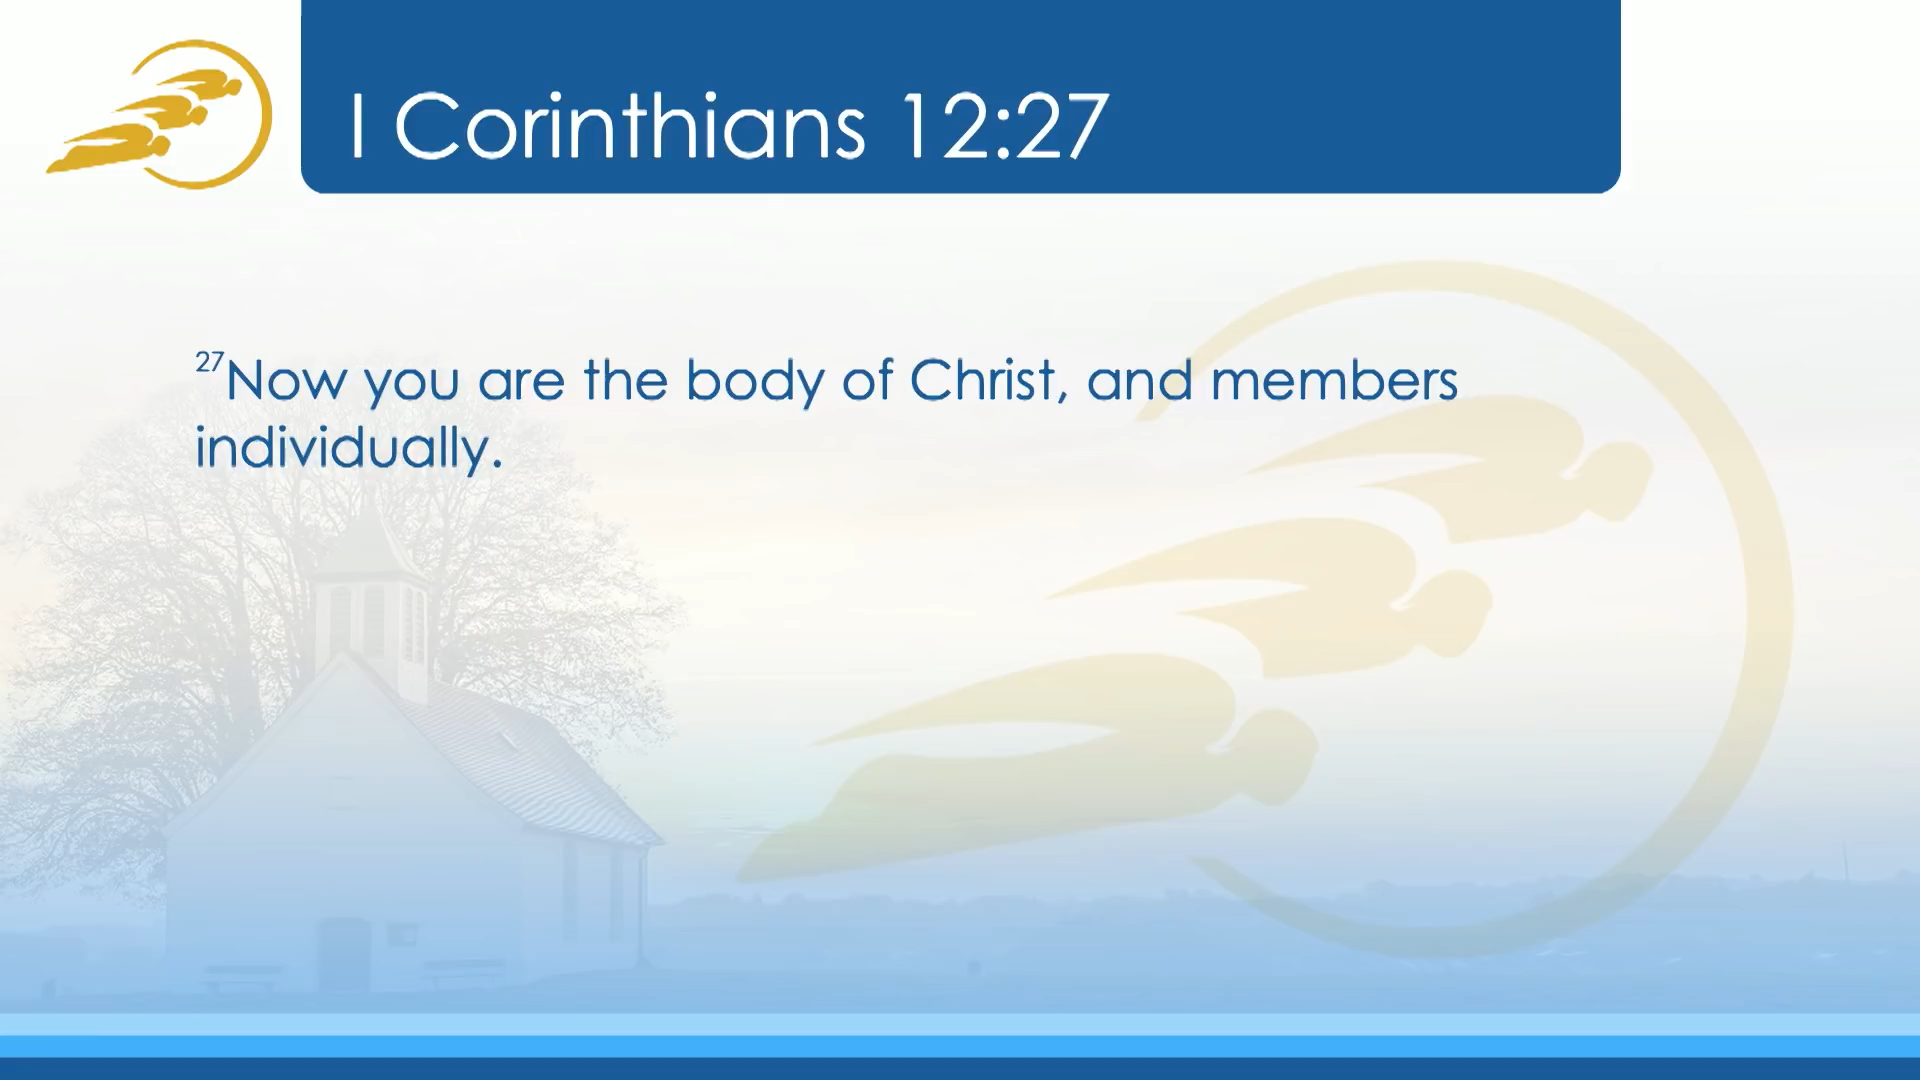 I Corinthians 12:27
27Now you are the body of Christ, and members
individually.